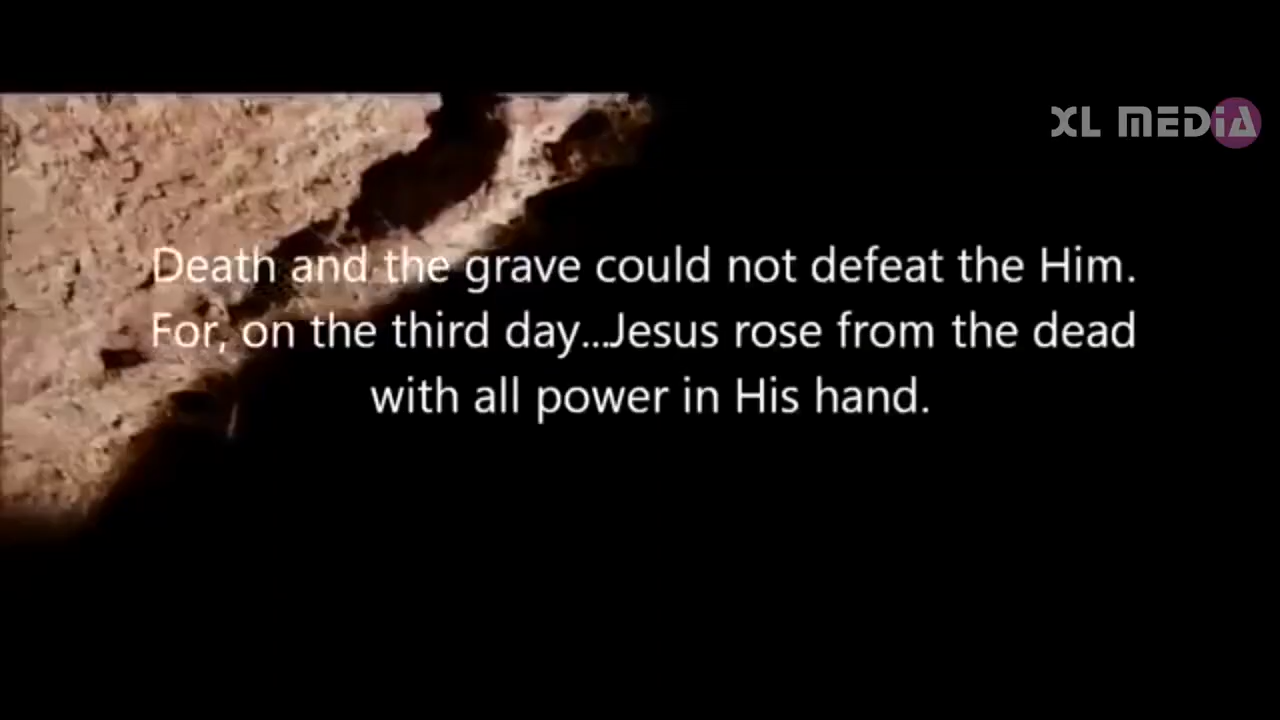 XL MEDiA
Death and the grave could not defeat the Him.
For, on the third day...Jesus rose from the dead
with all power in His hand.